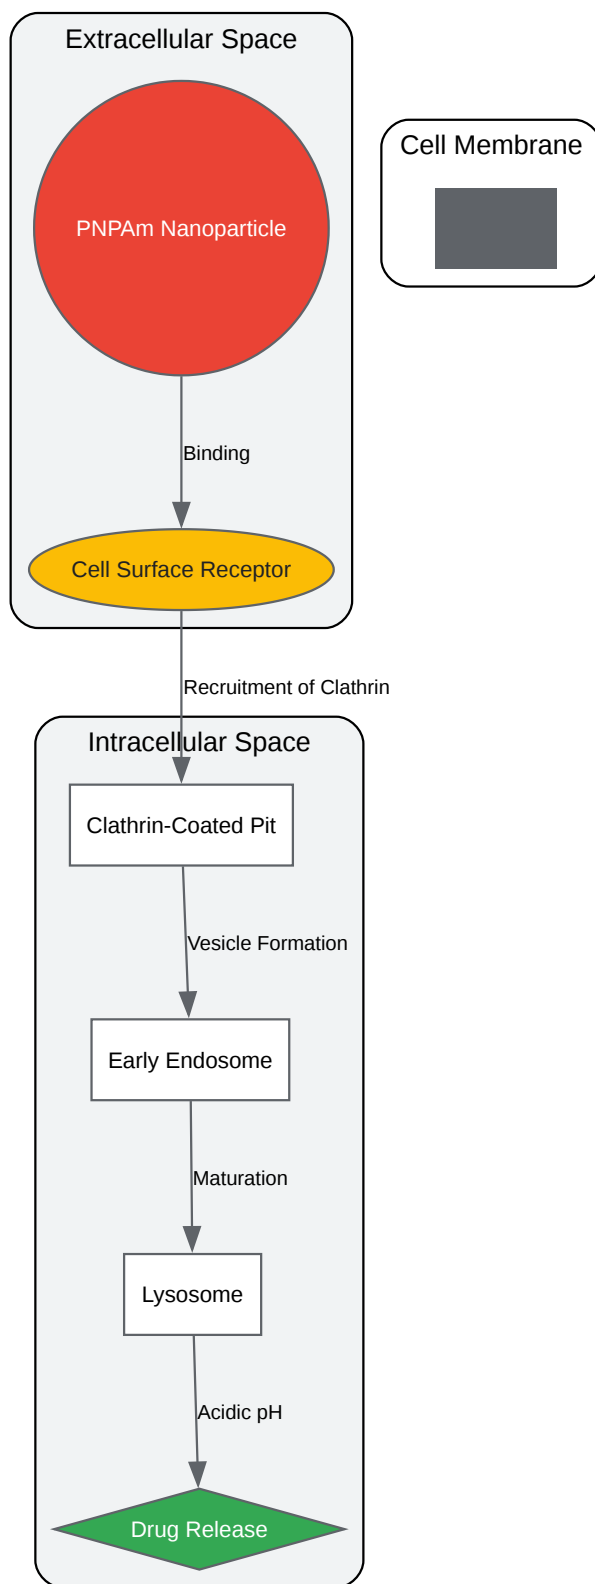 Extracellular Space
Cell Membrane
PNPAm Nanoparticle
Binding
Cell Surface Receptor
Recruitment of Clathrin
Intracellular Space
Clathrin-Coated Pit
Vesicle Formation
Early Endosome
Maturation
Lysosome
Acidic pH
Drug Release